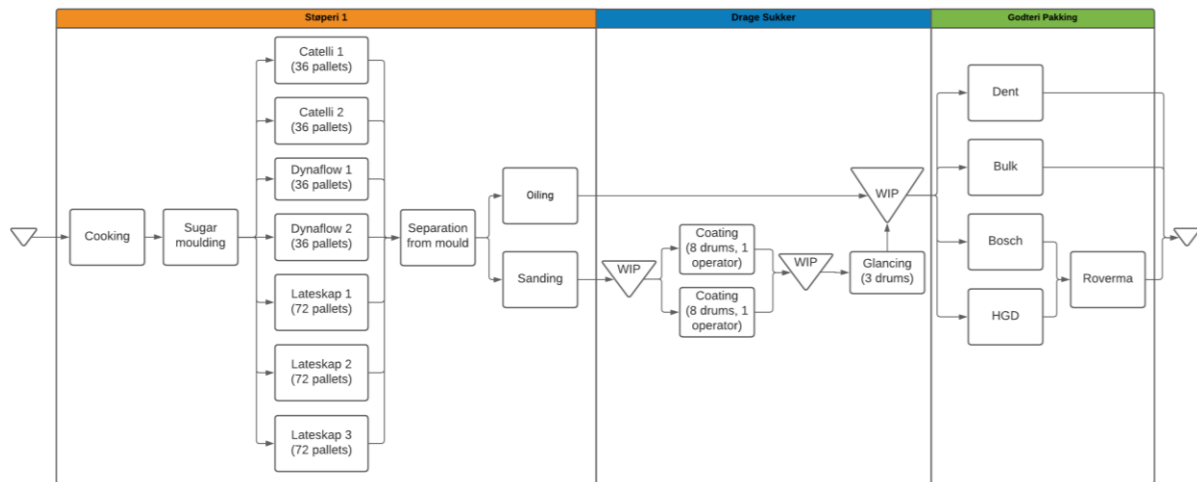 Støperi 1
Drage Sukker
Godteri Pakking
Cooking
Sugar
moulding
Catelli 1
(36 pallets)
Catelli 2
(36 pallets)
Dynaflow 1
(36 pallets)
Dynaflow 2
(36 pallets)
Lateskap 1
(72 pallets)
Lateskap 2
(72 pallets)
Lateskap 3
(72 pallets)
Separation
from mould
Oiling
Sanding
WIP
Coating
(8 drums, 1
operator)
Coating
(8 drums, 1
operator)
WIP
Glancing
(3 drums)
WIP
Dent
Bulk
Bosch
HGD
Roverma